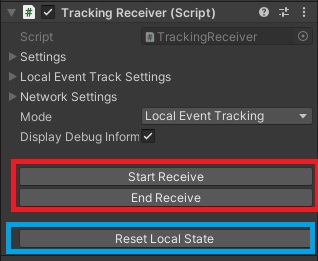 Tracking Receiver (Script)
Script TrackingReceiver
Settings
Local Event Track Settings
Network Settings
Mode Local Event Tracking
Display Debug Inform
Start Receive
End Receive
Reset Local State